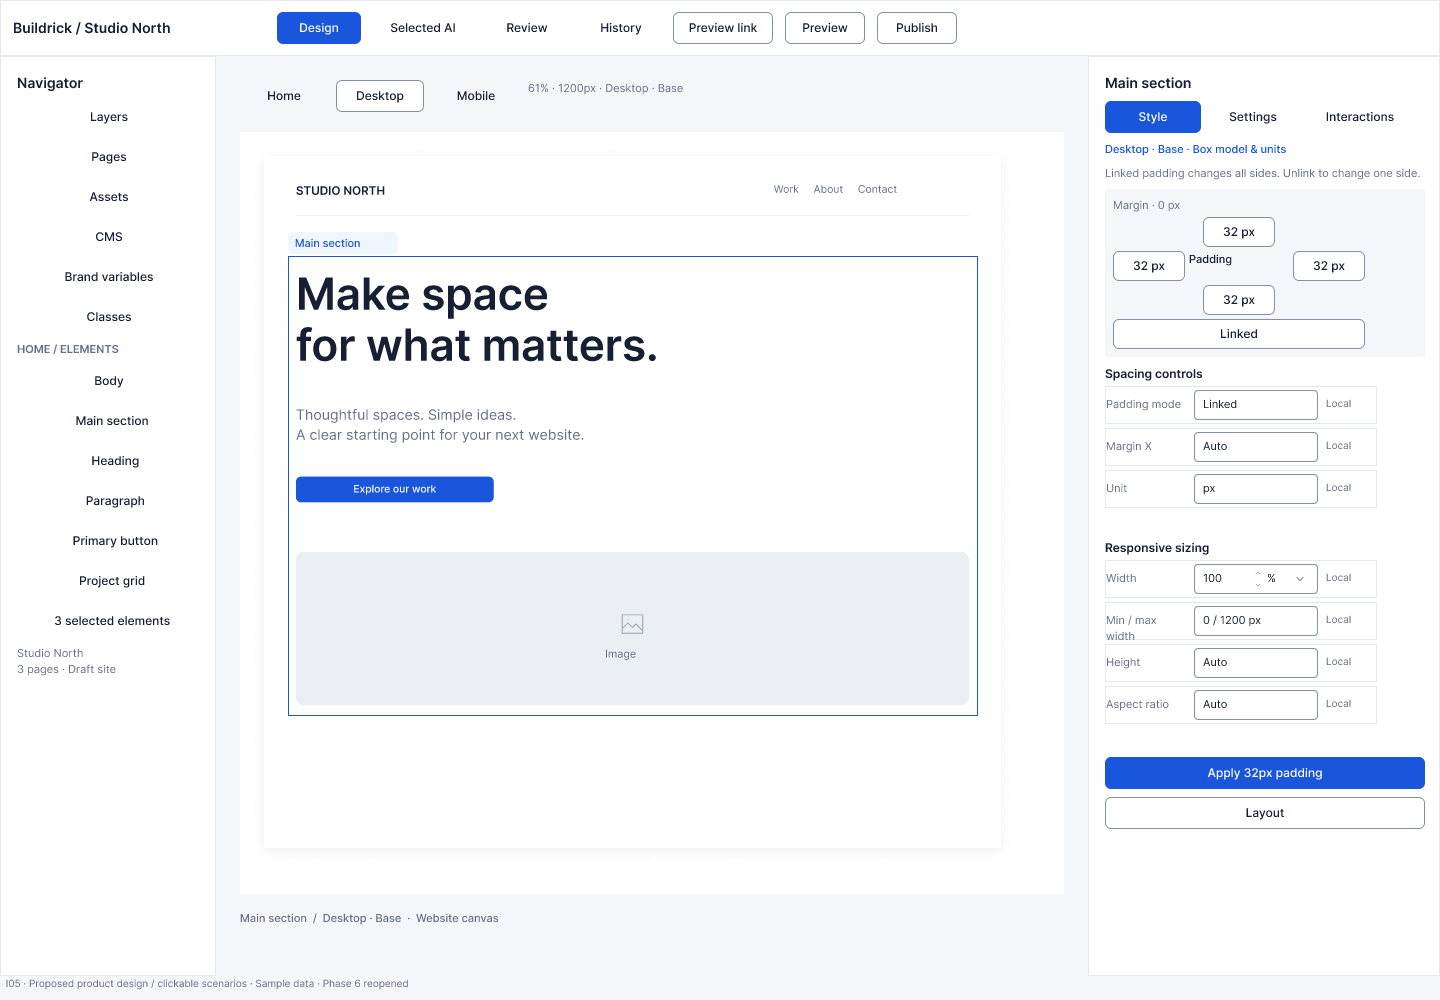 Buildrick / Studio North
Design
Selected AI
Review
History
Preview link
Preview
Publish
Navigator
Layers
Pages
Assets
CMS
Brand variables
Classes
HOME / ELEMENTS
Body
Main section
Heading
Paragraph
Primary button
Project grid
3 selected elements
Studio North
3 pages · Draft site
Home
Desktop
Mobile
61% · 1200px · Desktop · Base
STUDIO NORTH
Work
About
Contact
Main section
Make space
for what matters.
Thoughtful spaces. Simple ideas.
A clear starting point for your next website.
Explore our work
Image
Main section / Desktop · Base · Website canvas
Main section
Style
Settings
Interactions
Desktop · Base · Box model & units
Linked padding changes all sides. Unlink to change one side.
Margin · 0 px
32 px
32 px
Padding
32 px
32 px
Linked
Spacing controls
Padding mode
Linked
Local
Margin X
Auto
Local
Unit
px
Local
Responsive sizing
Width
100
%
Local
Min / max
width
0 / 1200 px
Local
Height
Auto
Local
Aspect ratio
Auto
Local
Apply 32px padding
Layout
I05 · Proposed product design / clickable scenarios · Sample data · Phase 6 reopened